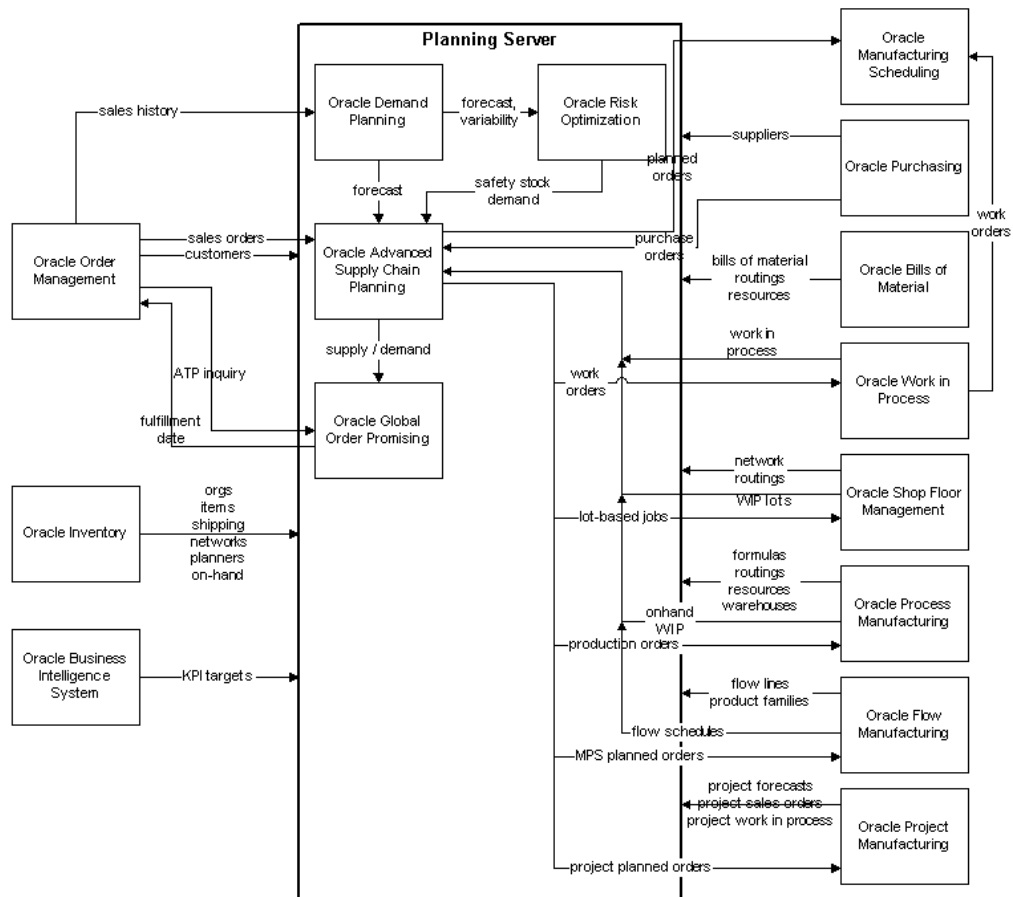 Planning Server
Oracle
Manufacturing
Scheduling
Oracle Demand
Planning
forecast,
variability
Oracle Risk
Optimization
sales history
suppliers
planned
orders
Oracle Purchasing
forecast
safety stock
demand
work
orders
Oracle Order
Management
sales orders
customers
Oracle Advanced
Supply Chain
Planning
purchase
orders
bills of material
routings
resources
Oracle Bills of
Material
supply / demand
work in
process
ATP inquiry
work
orders
Oracle Work in
Process
fulfillment
date
Oracle Global
Order Promising
network
routings
WIP lots
Oracle Shop Floor
Management
lot-based jobs
Oracle Inventory
orgs
items
shipping
networks
planners
on-hand
formulas
routings
resources
warehouses
onhand
WIP
Oracle Process
Manufacturing
production orders
Oracle Business
Intelligence
System
KPI targets
flow lines
product families
flow schedules
Oracle Flow
Manufacturing
MPS planned orders
project forecasts
project sales orders
project work in process
Oracle Project
Manufacturing
project planned orders